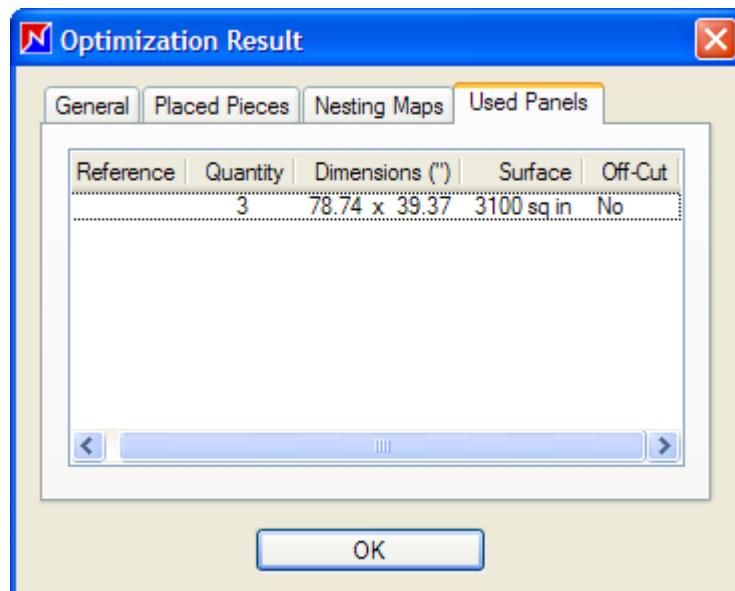 Optimization Result
General Placed Pieces Nesting Maps Used Panels
Reference Quantity Dimensions (") Surface Off-Cut
3 78.74 x 39.37 3100 sq in No
OK